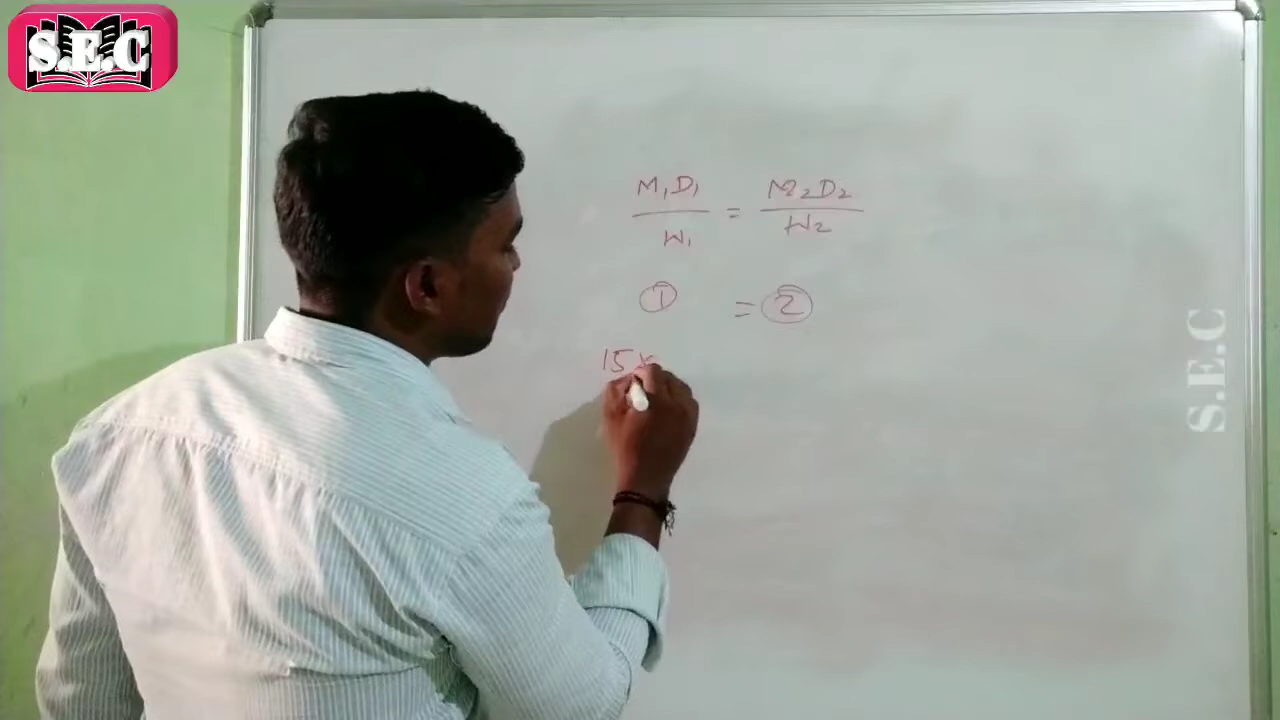 S.E.C
M₁D₁ / W₁ = M₂D₂ / W₂
① = ②
15 x
S.E.C